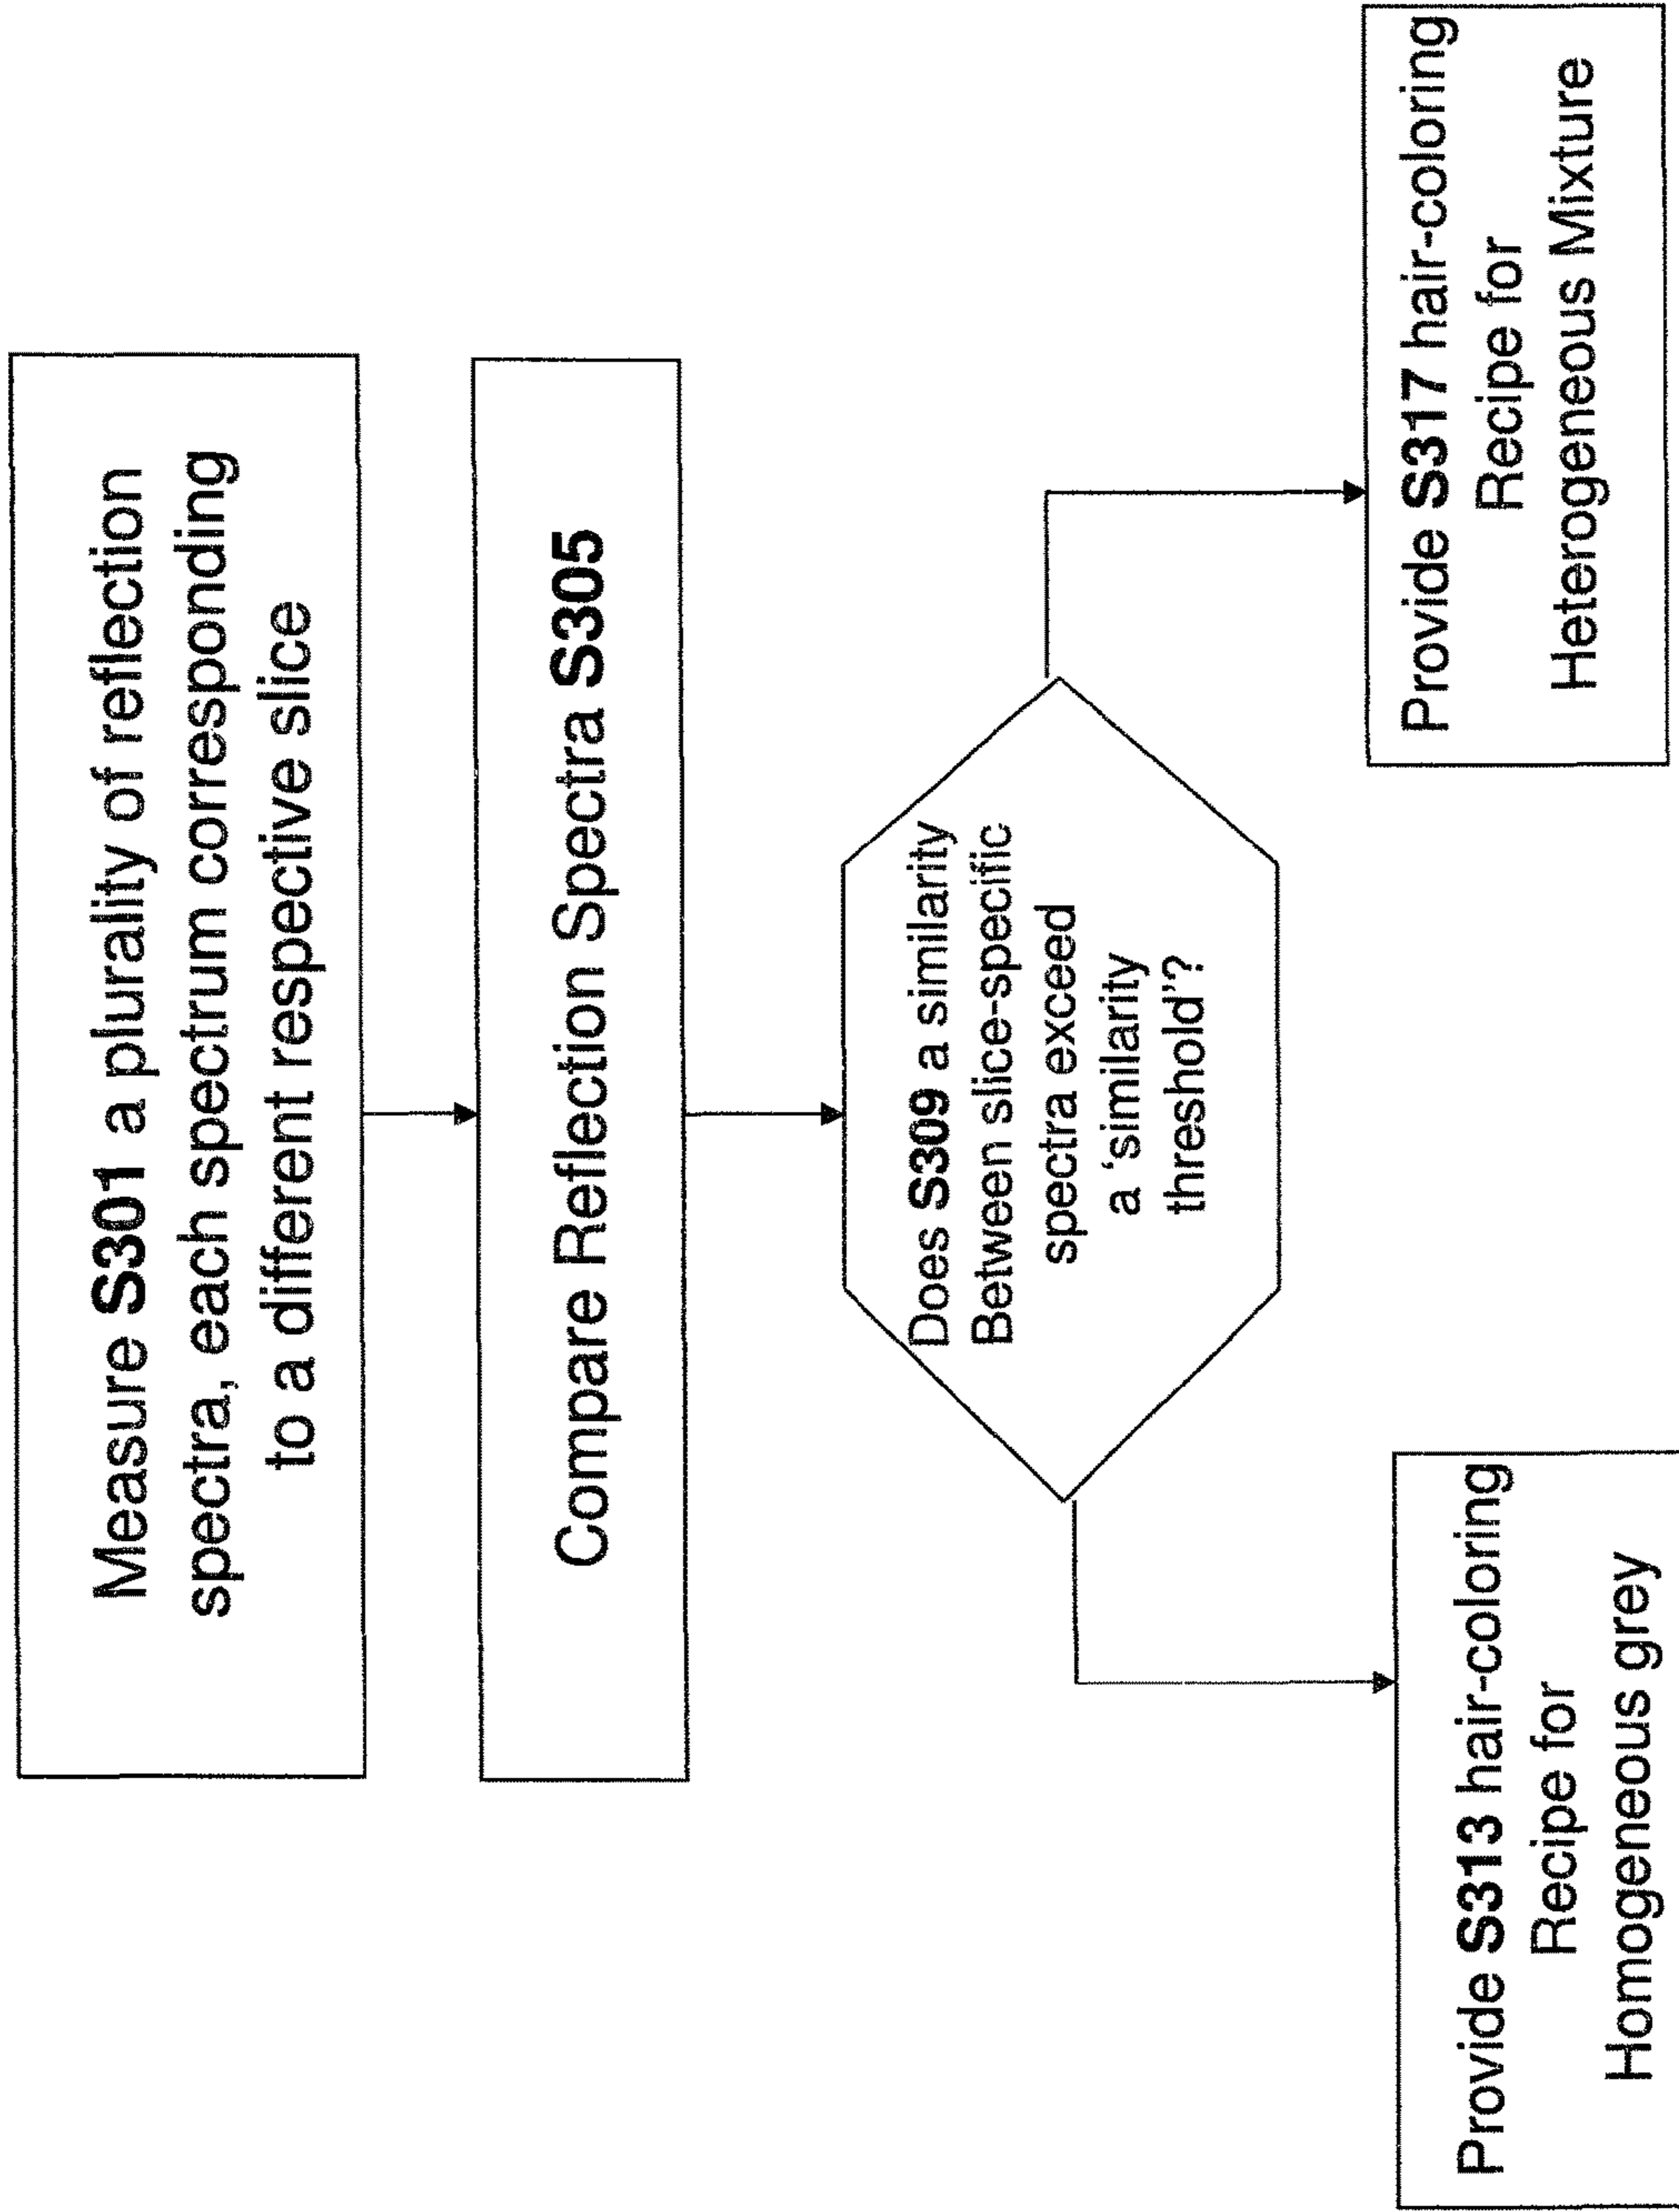 Measure S301 a plurality of reflection
spectra, each spectrum corresponding
to a different respective slice
Compare Reflection Spectra S305
Does S309 a similarity
Between slice-specific
spectra exceed
a ‘similarity
threshold’?
Provide S313 hair-coloring
Recipe for
Homogeneous grey
Provide S317 hair-coloring
Recipe for
Heterogeneous Mixture